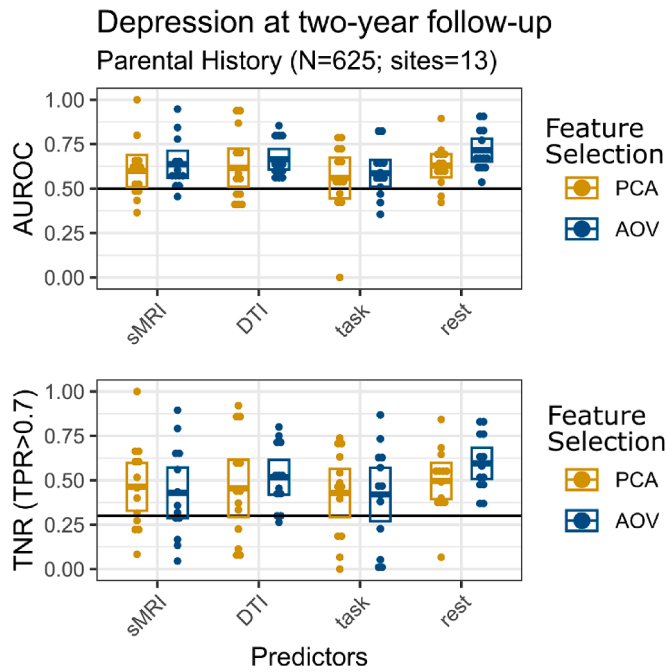 Depression at two-year follow-up
Parental History (N=625; sites=13)
AUROC
1.00
0.75
0.50
0.25
0.00
sMRI
DTI
task
rest
Feature
Selection
PCA
AOV
TNR (TPR>0.7)
1.00
0.75
0.50
0.25
0.00
sMRI
DTI
task
rest
Feature
Selection
PCA
AOV
Predictors